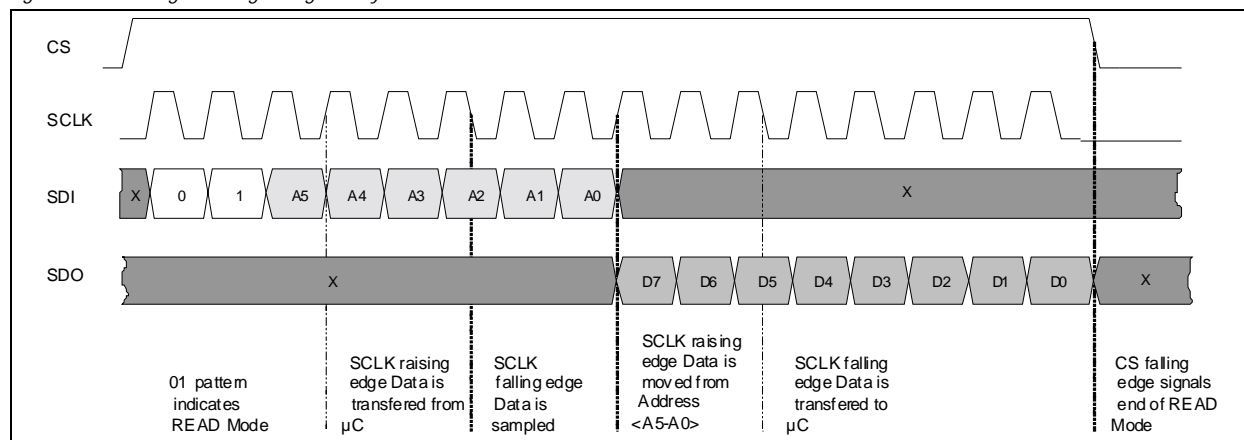 CS
SCLK
SDI
X 0 1 A5 A4 A3 A2 A1 A0 X
SDO
X D7 D6 D5 D4 D3 D2 D1 D0 X
01 pattern
indicates
READ Mode
SCLK raising
edge Data is
transfered from
µC
SCLK
falling edge
Data is
sampled
SCLK raising
edge Data is
moved from
Address
<A5-A0>
SCLK falling
edge Data is
transfered to
µC
CS falling
edge signals
end of READ
Mode